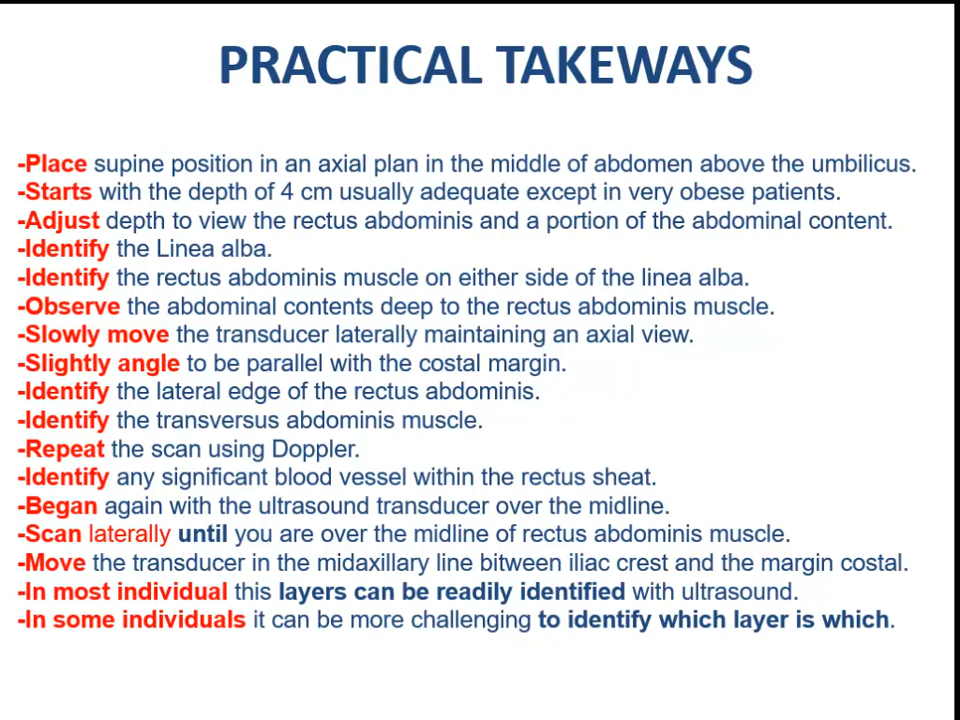 PRACTICAL TAKEWAYS
-Place supine position in an axial plan in the middle of abdomen above the umbilicus.
-Starts with the depth of 4 cm usually adequate except in very obese patients.
-Adjust depth to view the rectus abdominis and a portion of the abdominal content.
-Identify the Linea alba.
-Identify the rectus abdominis muscle on either side of the linea alba.
-Observe the abdominal contents deep to the rectus abdominis muscle.
-Slowly move the transducer laterally maintaining an axial view.
-Slightly angle to be parallel with the costal margin.
-Identify the lateral edge of the rectus abdominis.
-Identify the transversus abdominis muscle.
-Repeat the scan using Doppler.
-Identify any significant blood vessel within the rectus sheat.
-Began again with the ultrasound transducer over the midline.
-Scan laterally until you are over the midline of rectus abdominis muscle.
-Move the transducer in the midaxillary line bitween iliac crest and the margin costal.
-In most individual this layers can be readily identified with ultrasound.
-In some individuals it can be more challenging to identify which layer is which.